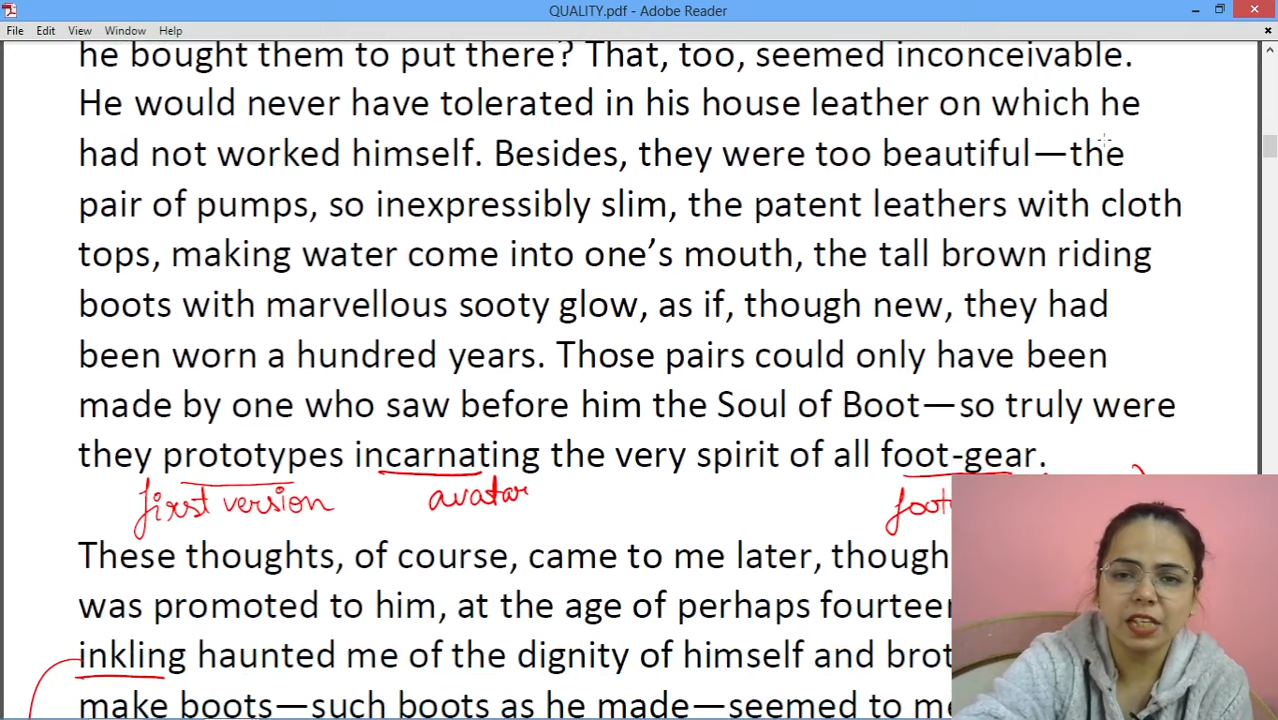 QUALITY.pdf - Adobe Reader
File Edit View Window Help
he bought them to put there? That, too, seemed inconceivable.
He would never have tolerated in his house leather on which he
had not worked himself. Besides, they were too beautiful—the
pair of pumps, so inexpressibly slim, the patent leathers with cloth
tops, making water come into one’s mouth, the tall brown riding
boots with marvellous sooty glow, as if, though new, they had
been worn a hundred years. Those pairs could only have been
made by one who saw before him the Soul of Boot—so truly were
they prototypes incarnating the very spirit of all foot-gear.
first version avatar
These thoughts, of course, came to me later, though
was promoted to him, at the age of perhaps
inkling haunted me of the dignity of himself and
make boots—such boots as he made—seemed to me